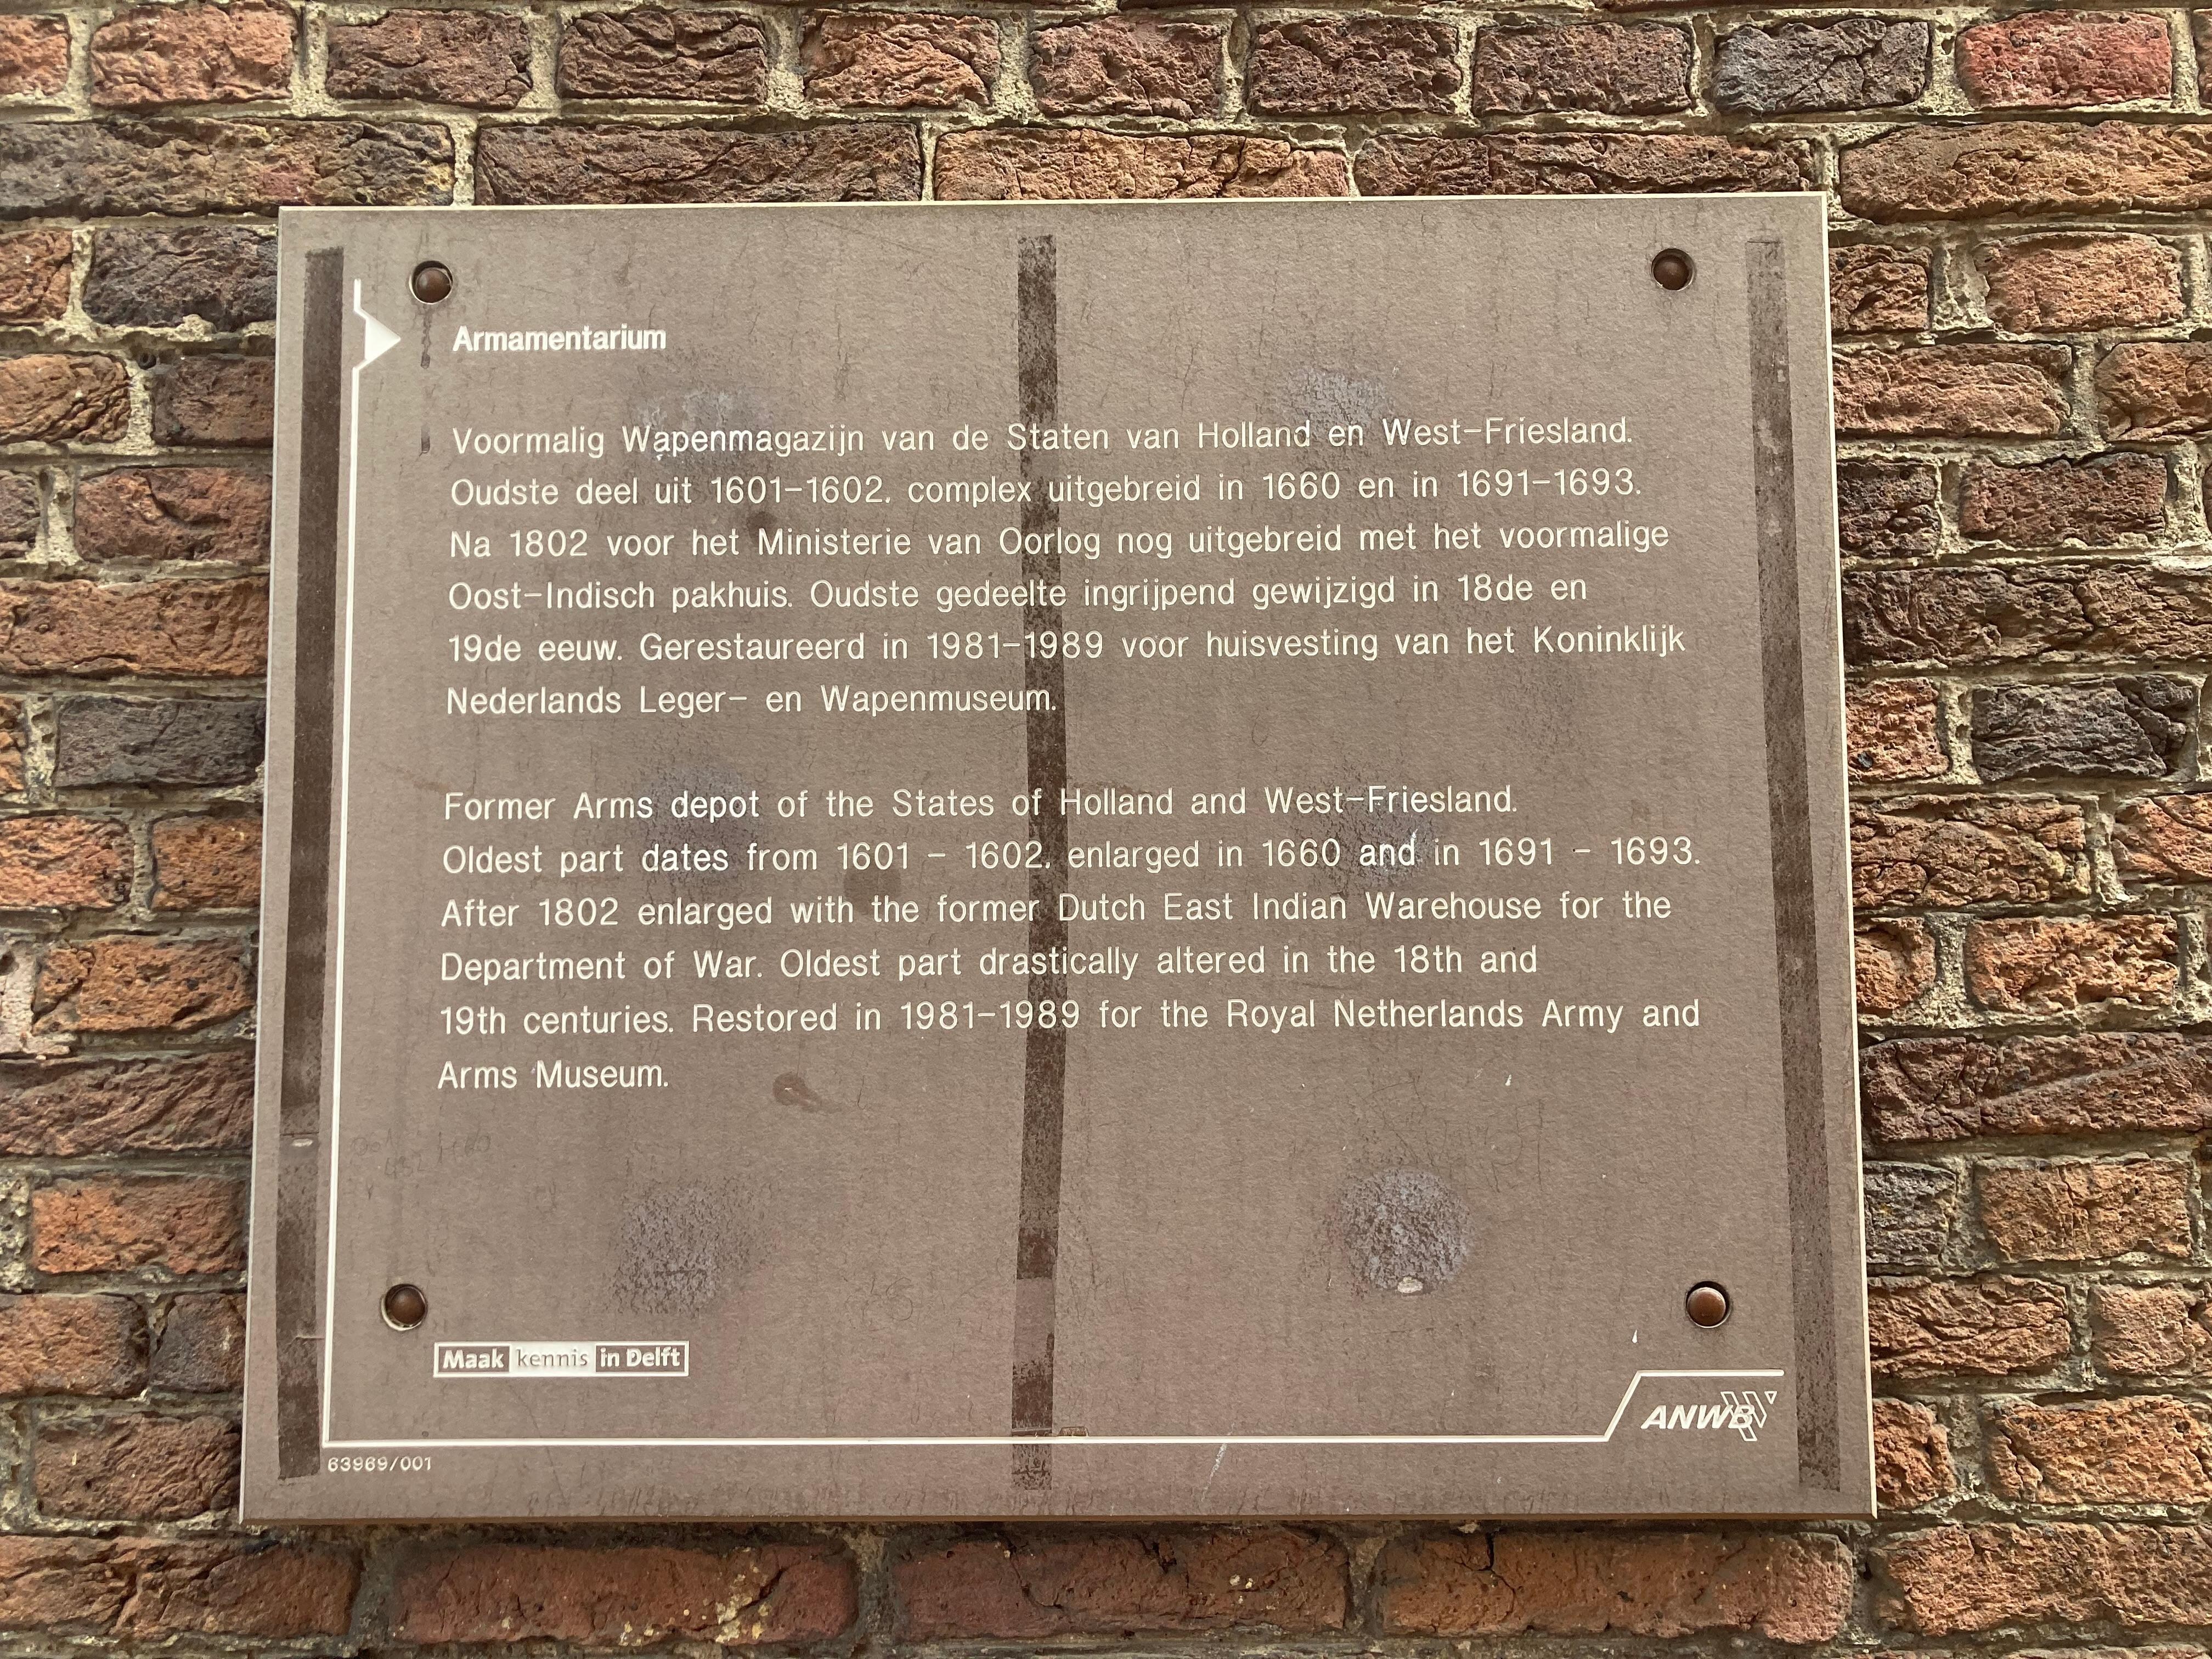 Armamentarium
Voormalig Wapenmagazijn van de Staten van Holland en West-Friesland.
Oudste deel uit 1601-1602, complex uitgebreid in 1660 en in 1691-1693.
Na 1802 voor het Ministerie van Oorlog nog uitgebreid met het voormalige
Oost-Indisch pakhuis. Oudste gedeelte ingrijpend gewijzigd in 18de en
19de eeuw. Gerestaureerd in 1981-1989 voor huisvesting van het Koninklijk
Nederlands Leger- en Wapenmuseum.
Former Arms depot of the States of Holland and West-Friesland.
Oldest part dates from 1601 - 1602, enlarged in 1660 and in 1691 - 1693.
After 1802 enlarged with the former Dutch East Indian Warehouse for the
Department of War. Oldest part drastically altered in the 18th and
19th centuries. Restored in 1981-1989 for the Royal Netherlands Army and
Arms Museum.
Maak kennis in Delft
ANWB
63969/001